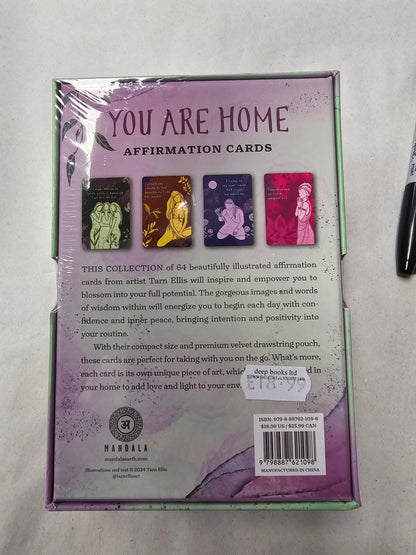 YOU ARE HOME
AFFIRMATION CARDS
THIS COLLECTION of 64 beautifully illustrated affirmation
cards from artist Tarn Ellis will inspire and empower you to
blossom into your full potential. The gorgeous images and words
of wisdom within will energize you to begin each day with con-
fidence and inner peace, bringing intention and positivity into
your routine.
With their compact size and premium velvet drawstring pouch,
these cards are perfect for taking with you on the go. What's more,
each card is its own unique piece of art, which ed in
your home to add love and light to your env
deep books ltd
£18.99
MANDALA
mandalaearth.com
Illustrations and text © 2024 Tarn Ellis
@tarnellisart
ISBN: 979-8-88762-109-8
$18.99 US / $25.99 CAN
9 798887 621098
MANUFACTURED IN CHINA